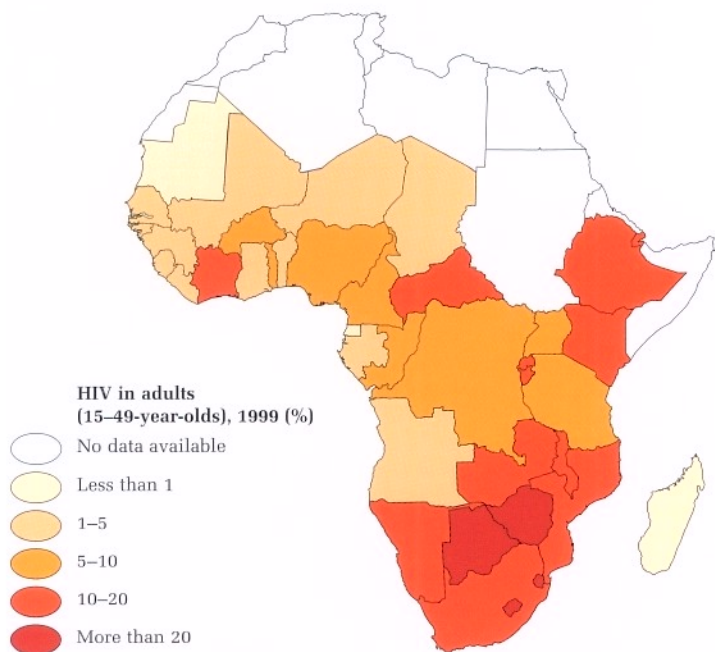 HIV in adults
(15–49-year-olds), 1999 (%)
No data available
Less than 1
1–5
5–10
10–20
More than 20